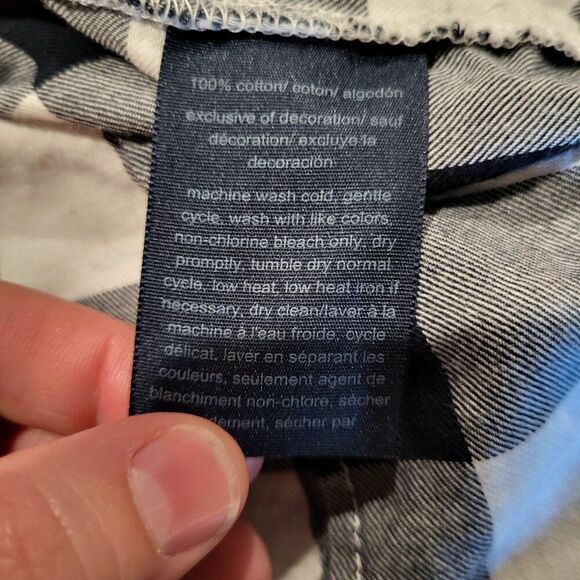 100% cotton/ coton/ algodón
exclusive of decoration/ sauf
décoration/ excluye la
decoración
machine wash cold, gentle
cycle, wash with like colors,
non-chlorine bleach only, dry
promptly, tumble dry normal
cycle, low heat, low heat iron if
necessary, dry clean/laver à la
machine à l'eau froide, cycle
délicat, laver en séparant les
couleurs, seulement agent de
blanchiment non-chlore, sécher
sécher par